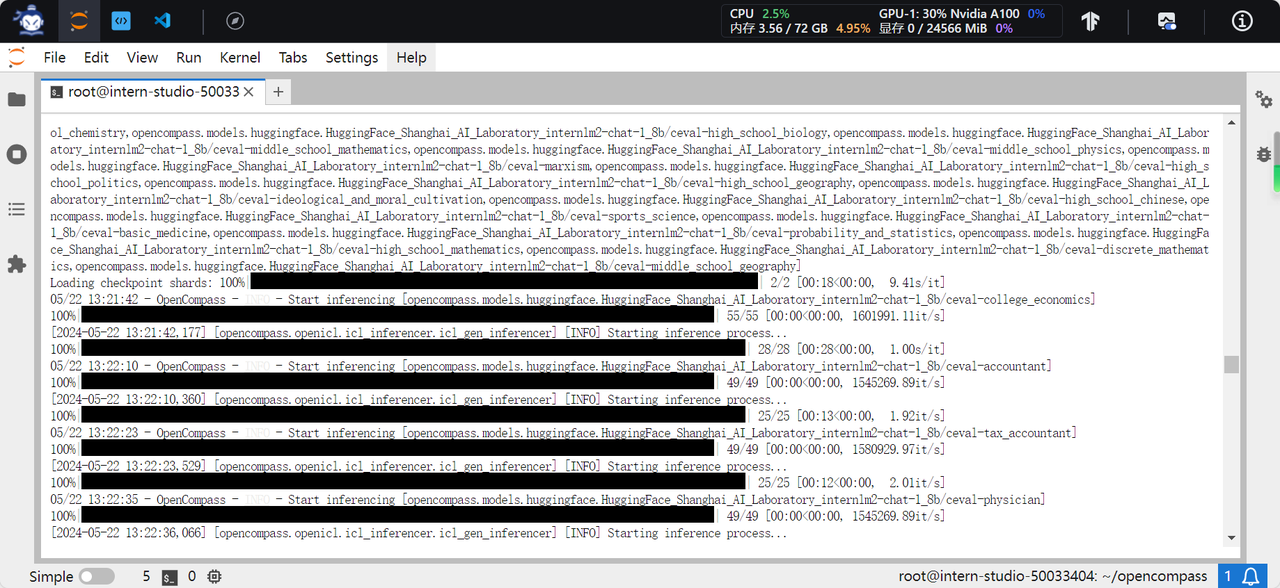 CPU 2.5% GPU-1: 30% Nvidia A100 0%
内存 3.56 / 72 GB 4.95% 显存 0 / 24566 MiB 0%
File Edit View Run Kernel Tabs Settings Help
root@intern-studio-50033
ol_chemistry,opencompass.models.huggingface.HuggingFace_Shanghai_AI_Laboratory_internlm2-chat-1_8b/ceval-high_school_biology,opencompass.models.huggingface.HuggingFace_Shanghai_AI_Labor
atory_internlm2-chat-1_8b/ceval-middle_school_mathematics,opencompass.models.huggingface.HuggingFace_Shanghai_AI_Laboratory_internlm2-chat-1_8b/ceval-middle_school_physics,opencompass.m
odels.huggingface.HuggingFace_Shanghai_AI_Laboratory_internlm2-chat-1_8b/ceval-marxism,opencompass.models.huggingface.HuggingFace_Shanghai_AI_Laboratory_internlm2-chat-1_8b/ceval-high_s
chool_politics,opencompass.models.huggingface.HuggingFace_Shanghai_AI_Laboratory_internlm2-chat-1_8b/ceval-high_school_geography,opencompass.models.huggingface.HuggingFace_Shanghai_AI_L
aboratory_internlm2-chat-1_8b/ceval-ideological_and_moral_cultivation,opencompass.models.huggingface.HuggingFace_Shanghai_AI_Laboratory_internlm2-chat-1_8b/ceval-high_school_chinese,ope
ncompass.models.huggingface.HuggingFace_Shanghai_AI_Laboratory_internlm2-chat-1_8b/ceval-sports_science,opencompass.models.huggingface.HuggingFace_Shanghai_AI_Laboratory_internlm2-chat-
1_8b/ceval-basic_medicine,opencompass.models.huggingface.HuggingFace_Shanghai_AI_Laboratory_internlm2-chat-1_8b/ceval-probability_and_statistics,opencompass.models.huggingface.HuggingFa
ce_Shanghai_AI_Laboratory_internlm2-chat-1_8b/ceval-high_school_mathematics,opencompass.models.huggingface.HuggingFace_Shanghai_AI_Laboratory_internlm2-chat-1_8b/ceval-discrete_mathemat
ics,opencompass.models.huggingface.HuggingFace_Shanghai_AI_Laboratory_internlm2-chat-1_8b/ceval-middle_school_geography]
Loading checkpoint shards: 100%| | 2/2 [00:18<00:00, 9.41s/it]
05/22 13:21:42 - OpenCompass - INFO - Start inferencing [opencompass.models.huggingface.HuggingFace_Shanghai_AI_Laboratory_internlm2-chat-1_8b/ceval-college_economics]
100%| | 55/55 [00:00<00:00, 1601991.11it/s]
[2024-05-22 13:21:42,177] [opencompass.openicl.icl_inferencer.icl_gen_inferencer] [INFO] Starting inference process...
100%| | 28/28 [00:28<00:00, 1.00s/it]
05/22 13:22:10 - OpenCompass - INFO - Start inferencing [opencompass.models.huggingface.HuggingFace_Shanghai_AI_Laboratory_internlm2-chat-1_8b/ceval-accountant]
100%| | 49/49 [00:00<00:00, 1545269.89it/s]
[2024-05-22 13:22:10,360] [opencompass.openicl.icl_inferencer.icl_gen_inferencer] [INFO] Starting inference process...
100%| | 25/25 [00:13<00:00, 1.92it/s]
05/22 13:22:23 - OpenCompass - INFO - Start inferencing [opencompass.models.huggingface.HuggingFace_Shanghai_AI_Laboratory_internlm2-chat-1_8b/ceval-tax_accountant]
100%| | 49/49 [00:00<00:00, 1580929.97it/s]
[2024-05-22 13:22:23,529] [opencompass.openicl.icl_inferencer.icl_gen_inferencer] [INFO] Starting inference process...
100%| | 25/25 [00:12<00:00, 2.01it/s]
05/22 13:22:35 - OpenCompass - INFO - Start inferencing [opencompass.models.huggingface.HuggingFace_Shanghai_AI_Laboratory_internlm2-chat-1_8b/ceval-physician]
100%| | 49/49 [00:00<00:00, 1545269.89it/s]
[2024-05-22 13:22:36,066] [opencompass.openicl.icl_inferencer.icl_gen_inferencer] [INFO] Starting inference process...
Simple 5 0 root@intern-studio-50033404: ~/opencompass 1